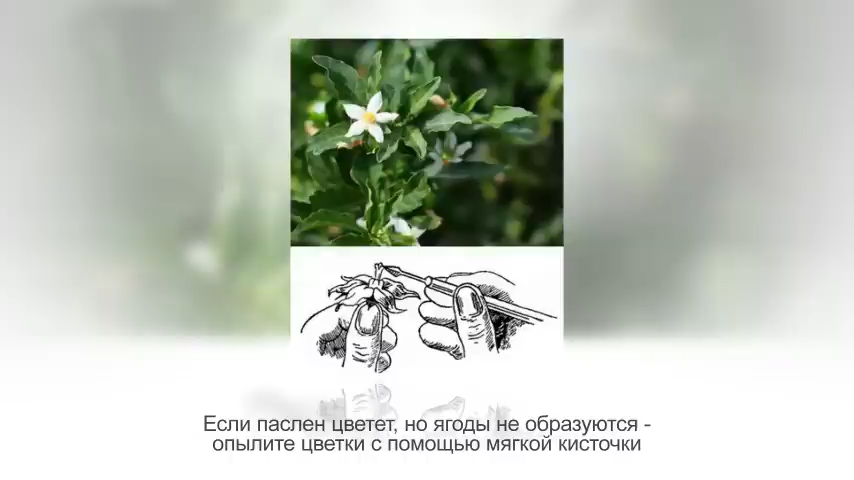 Если паслен цветет, но ягоды не образуются -
опылите цветки с помощью мягкой кисточки